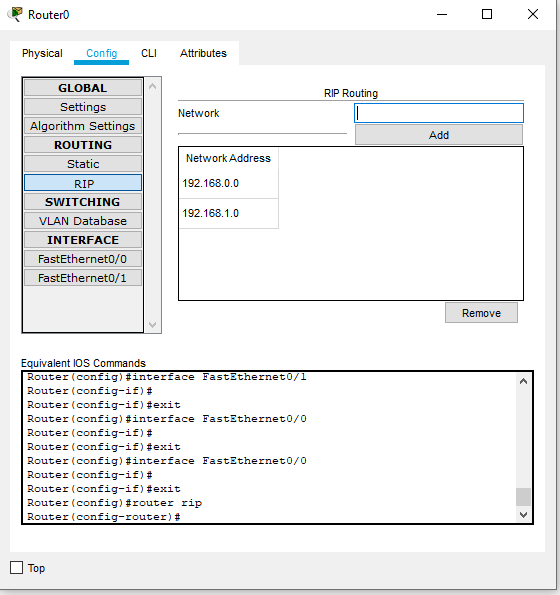 Router0
Physical Config CLI Attributes
GLOBAL
Settings
Algorithm Settings
ROUTING
Static
RIP
SWITCHING
VLAN Database
INTERFACE
FastEthernet0/0
FastEthernet0/1
RIP Routing
Network
Add
Network Address
192.168.0.0
192.168.1.0
Remove
Equivalent IOS Commands
Router(config)#interface FastEthernet0/1
Router(config-if)#
Router(config-if)#exit
Router(config)#interface FastEthernet0/0
Router(config-if)#
Router(config-if)#exit
Router(config)#interface FastEthernet0/0
Router(config-if)#
Router(config-if)#exit
Router(config)#router rip
Router(config-router)#
Top